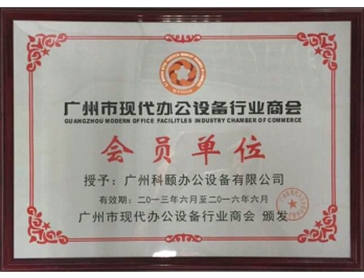 广州市现代办公设备行业商会
GUANGZHOU MODERN OFFICE FACILITLES INDUSTRY CHAMBER OF COMMERCE
会员单位
授予：广州科颐办公设备有限公司
有效期：二0一三年六月至二0一六年六月
广州市现代办公设备行业商会 颁发